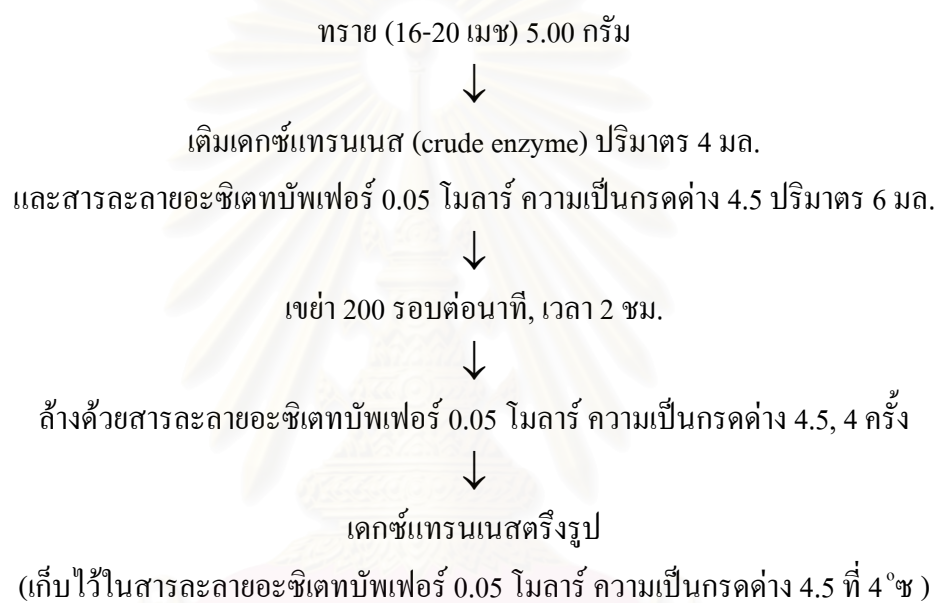 ทราย (16-20 เมช) 5.00 กรัม
↓
เติมเดกซ์แทรนเนส (crude enzyme) ปริมาตร 4 มล.
และสารละลายอะซิเตทบัพเฟอร์ 0.05 โมลาร์ ความเป็นกรดด่าง 4.5 ปริมาตร 6 มล.
↓
เขย่า 200 รอบต่อนาที, เวลา 2 ชม.
↓
ล้างด้วยสารละลายอะซิเตทบัพเฟอร์ 0.05 โมลาร์ ความเป็นกรดด่าง 4.5, 4 ครั้ง
↓
เดกซ์แทรนเนสตรึงรูป
(เก็บไว้ในสารละลายอะซิเตทบัพเฟอร์ 0.05 โมลาร์ ความเป็นกรดด่าง 4.5 ที่ 4 °ซ )